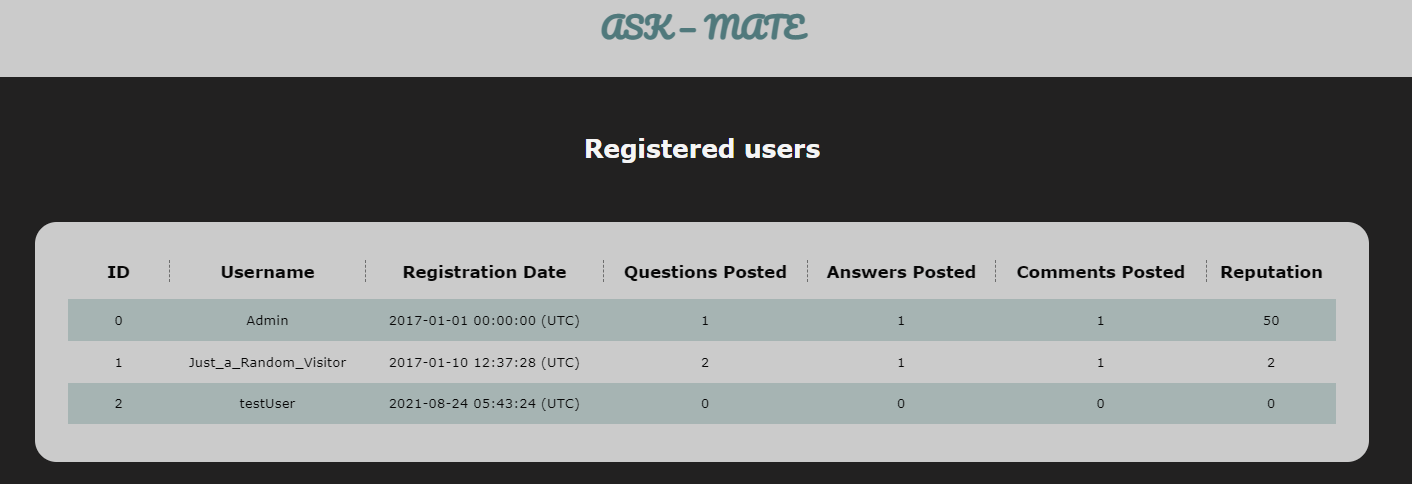 ASK - MATE
Registered users
ID Username Registration Date Questions Posted Answers Posted Comments Posted Reputation
0 Admin 2017-01-01 00:00:00 (UTC) 1 1 1 50
1 Just_a_Random_Visitor 2017-01-10 12:37:28 (UTC) 2 1 1 2
2 testUser 2021-08-24 05:43:24 (UTC) 0 0 0 0